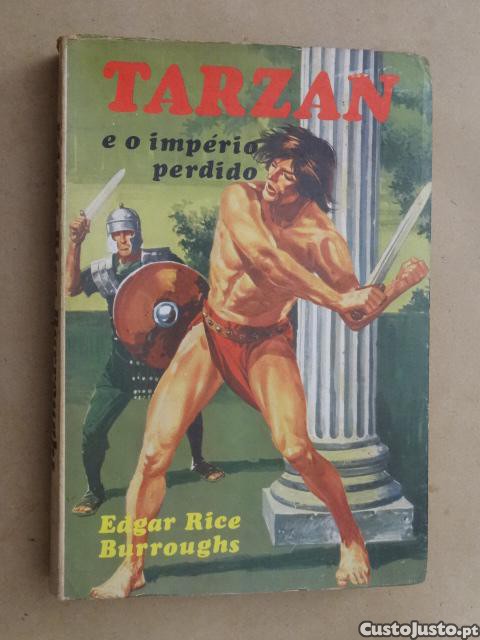 TARZAN
e o império
perdido
Edgar Rice
Burroughs
CustoJusto.pt